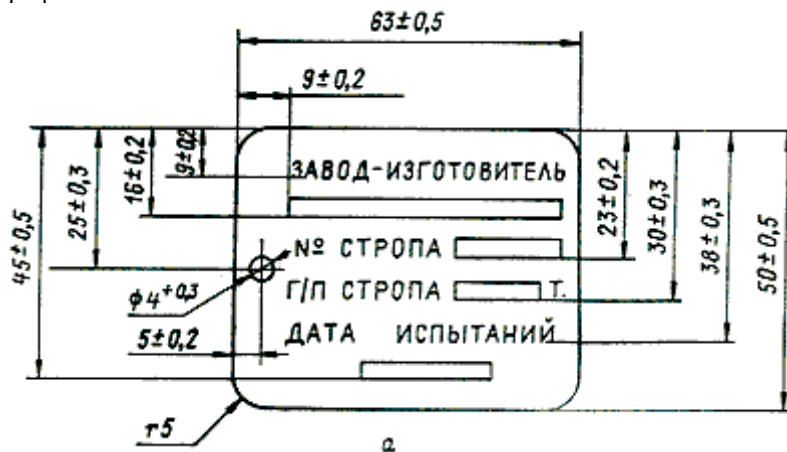 63±0,5
9±0,2
9±0,2
16±0,2
25±0,3
45±0,5
ЗАВОД-ИЗГОТОВИТЕЛЬ
№ СТРОПА
Г/П СТРОПА Т.
ДАТА ИСПЫТАНИЙ
23±0,2
30±0,3
38±0,3
50±0,5
ϕ4+0,3
5±0,2
r5
а